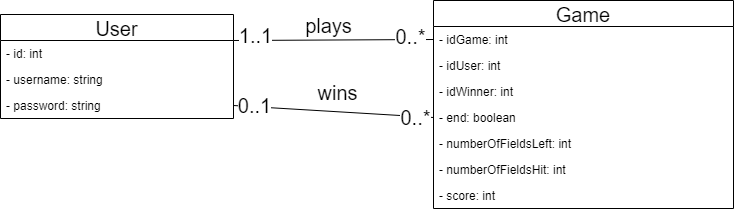 User
- id: int
- username: string
- password: string
1..1
plays
0..*
0..1
wins
0..*
Game
- idGame: int
- idUser: int
- idWinner: int
- end: boolean
- numberOfFieldsLeft: int
- numberOfFieldsHit: int
- score: int